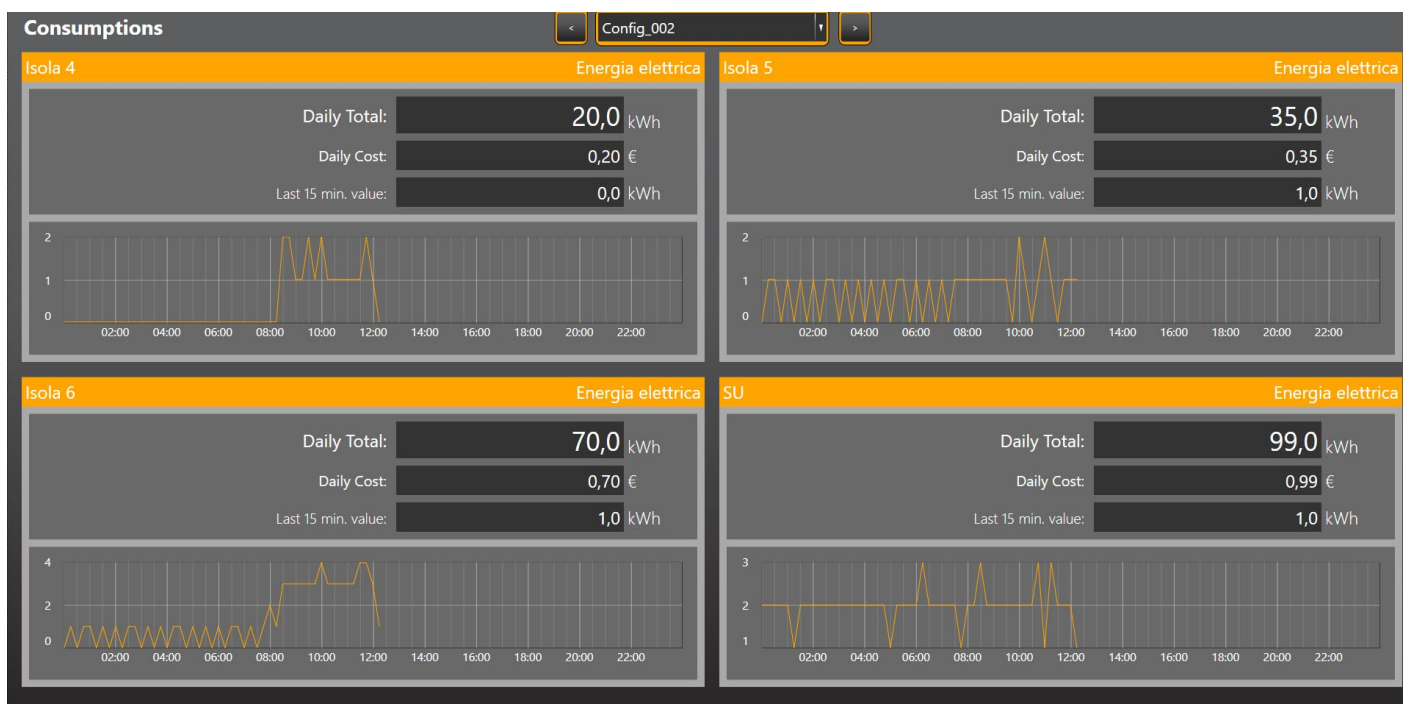 Consumptions
< Config_002 >
Isola 4 Energia elettrica
Daily Total: 20,0 kWh
Daily Cost: 0,20 €
Last 15 min. value: 0,0 kWh
2
1
0
02:00 04:00 06:00 08:00 10:00 12:00 14:00 16:00 18:00 20:00 22:00
Isola 5 Energia elettrica
Daily Total: 35,0 kWh
Daily Cost: 0,35 €
Last 15 min. value: 1,0 kWh
2
1
0
02:00 04:00 06:00 08:00 10:00 12:00 14:00 16:00 18:00 20:00 22:00
Isola 6 Energia elettrica
Daily Total: 70,0 kWh
Daily Cost: 0,70 €
Last 15 min. value: 1,0 kWh
4
2
0
02:00 04:00 06:00 08:00 10:00 12:00 14:00 16:00 18:00 20:00 22:00
SU Energia elettrica
Daily Total: 99,0 kWh
Daily Cost: 0,99 €
Last 15 min. value: 1,0 kWh
3
2
1
02:00 04:00 06:00 08:00 10:00 12:00 14:00 16:00 18:00 20:00 22:00